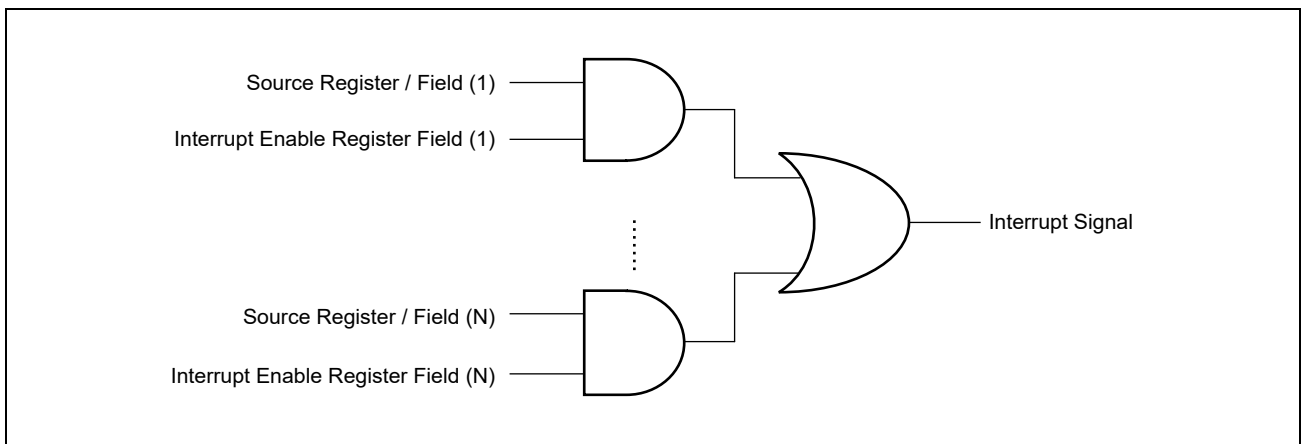 Source Register / Field (1)
Interrupt Enable Register Field (1)
Interrupt Signal
Source Register / Field (N)
Interrupt Enable Register Field (N)